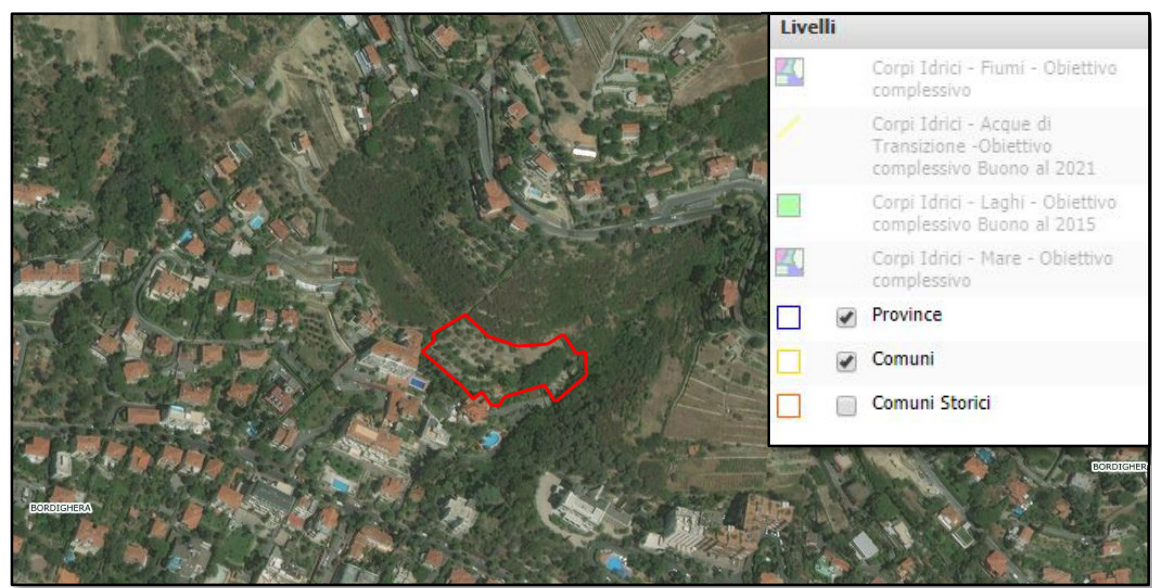 Livelli
Corpi Idrici - Fiumi - Obiettivo
complessivo
Corpi Idrici - Acque di
Transizione -Obiettivo
complessivo Buono al 2021
Corpi Idrici - Laghi - Obiettivo
complessivo Buono al 2015
Corpi Idrici - Mare - Obiettivo
complessivo
Province
Comuni
Comuni Storici
BORDIGHER
BORDIGHERA